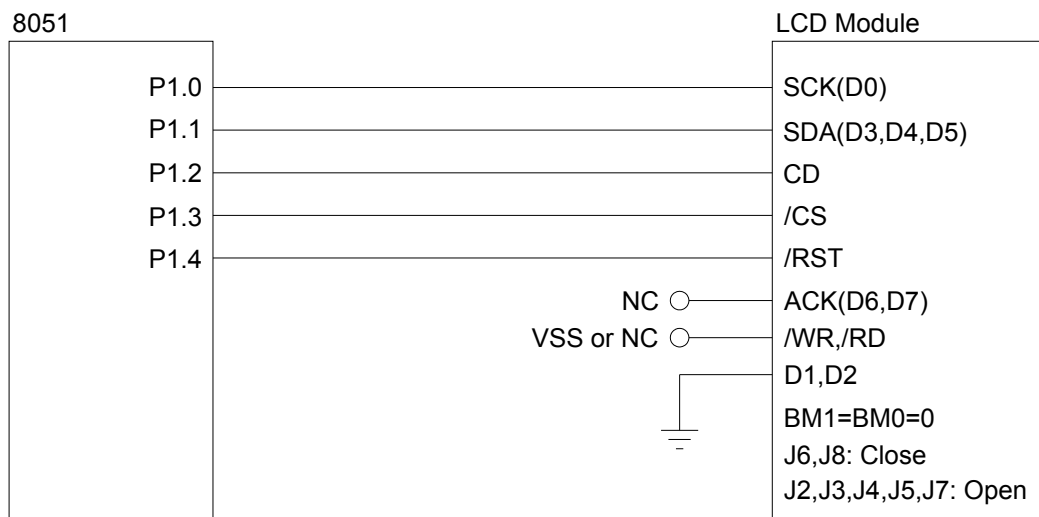 8051
LCD Module
P1.0
SCK(D0)
P1.1
SDA(D3,D4,D5)
P1.2
CD
P1.3
/CS
P1.4
/RST
NC
ACK(D6,D7)
VSS or NC
/WR,/RD
D1,D2
BM1=BM0=0
J6,J8: Close
J2,J3,J4,J5,J7: Open